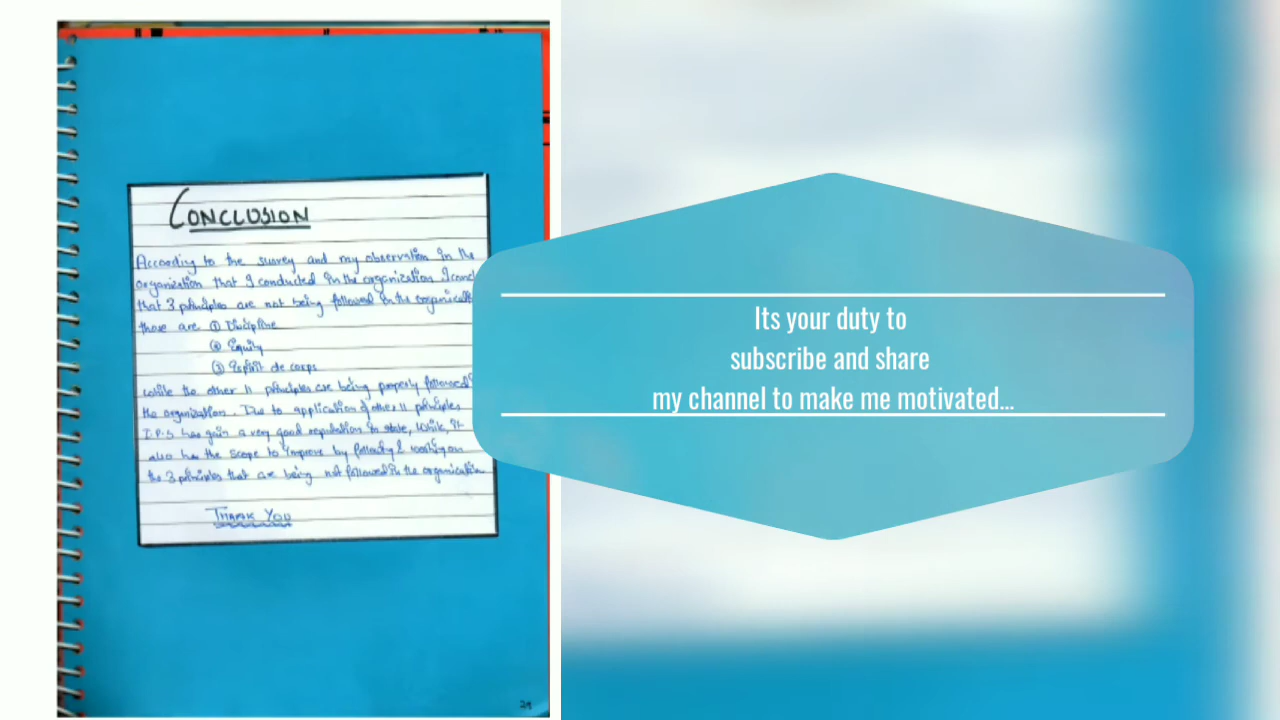 CONCLUSION
According to the survey and my observation in the
organization that I conducted in the organization I concl
that 3 principles are not being followed in the organizati
those are ① Discipline
② Equity
③ Esprit de corps
While the other 11 principles are being properly followed
the organization. Due to application of other 11 principles
I.P.S has gain a very good reputation in state, While, it
also has the scope to improve by following & working on
the 3 principles that are being not followed in the organization
THANK YOU
21
Its your duty to
subscribe and share
my channel to make me motivated...